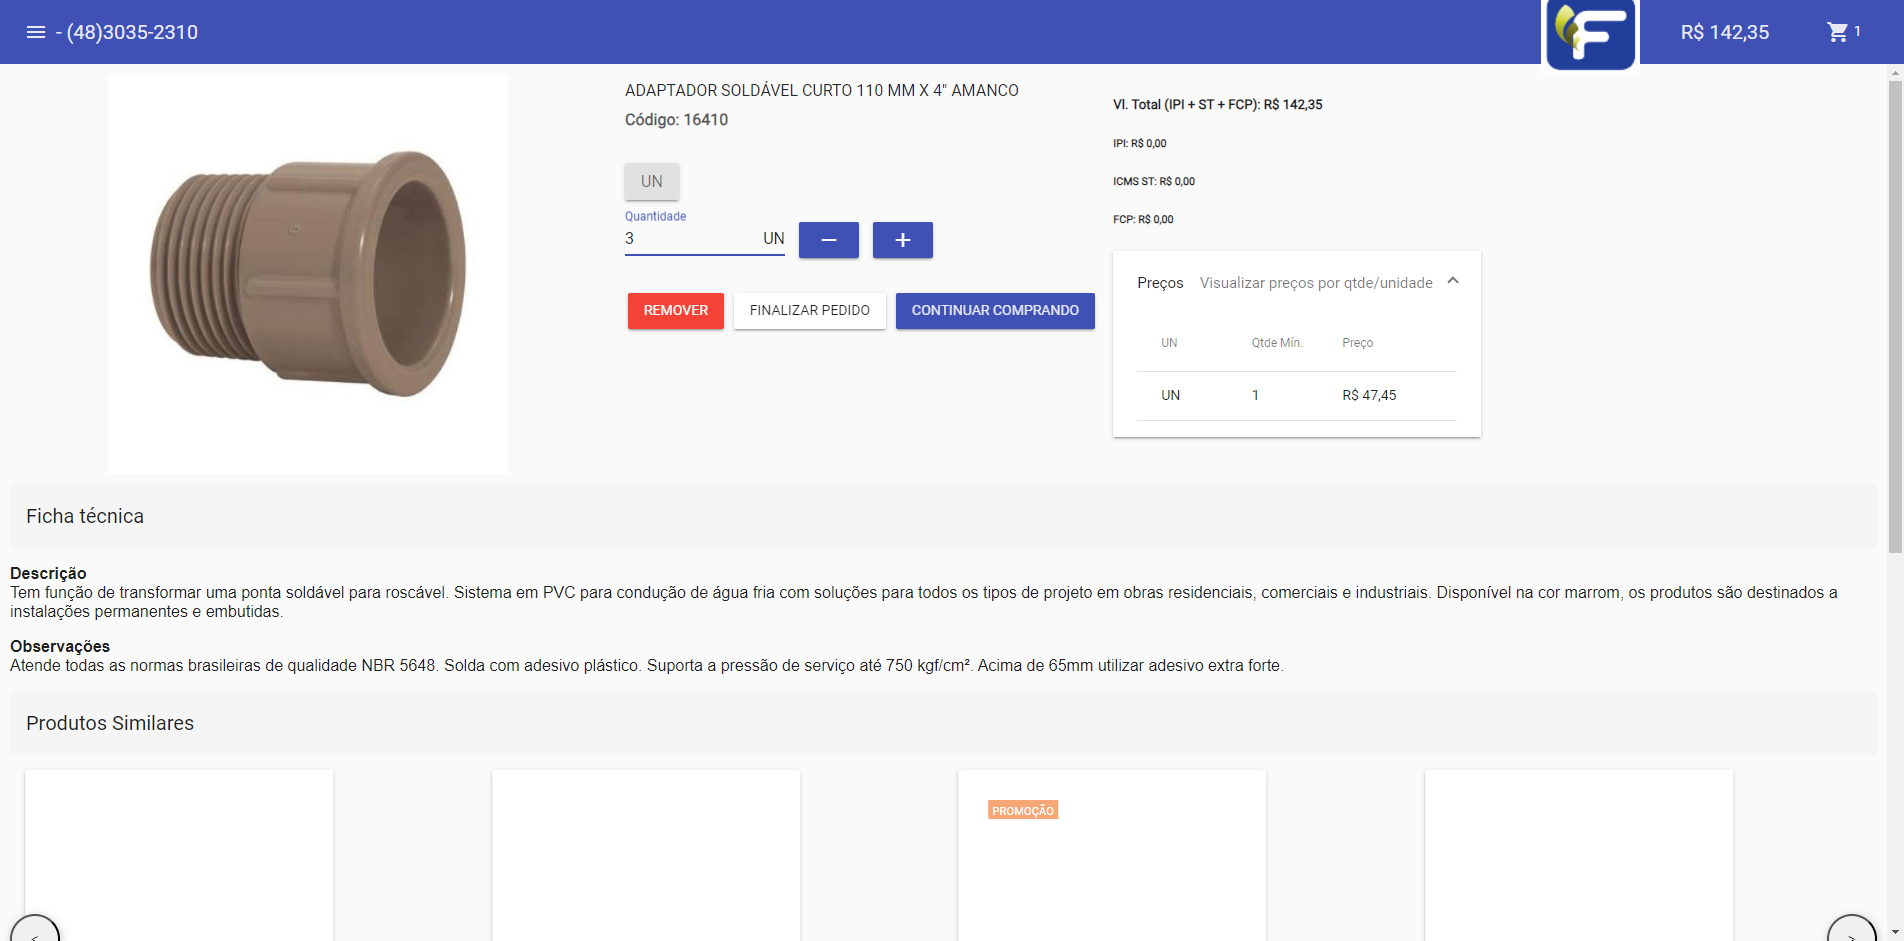 - (48)3035-2310
R$ 142,35
1
ADAPTADOR SOLDÁVEL CURTO 110 MM X 4" AMANCO
Código: 16410
UN
Quantidade
3 UN
REMOVER FINALIZAR PEDIDO CONTINUAR COMPRANDO
Vl. Total (IPI + ST + FCP): R$ 142,35
IPI: R$ 0,00
ICMS ST: R$ 0,00
FCP: R$ 0,00
Preços Visualizar preços por qtde/unidade
UN Qtde Mín. Preço
UN 1 R$ 47,45
Ficha técnica
Descrição
Tem função de transformar uma ponta soldável para roscável. Sistema em PVC para condução de água fria com soluções para todos os tipos de projeto em obras residenciais, comerciais e industriais. Disponível na cor marrom, os produtos são destinados a
instalações permanentes e embutidas.
Observações
Atende todas as normas brasileiras de qualidade NBR 5648. Solda com adesivo plástico. Suporta a pressão de serviço até 750 kgf/cm². Acima de 65mm utilizar adesivo extra forte.
Produtos Similares
PROMOÇÃO